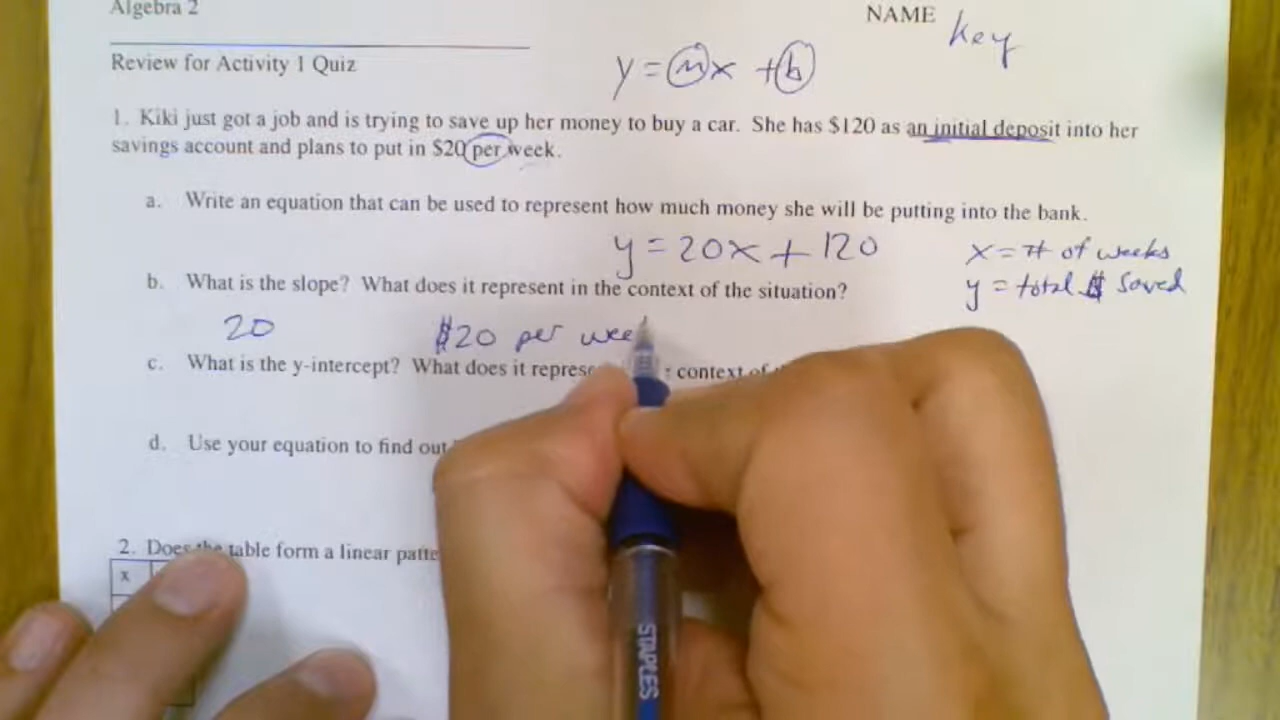 Algebra 2
NAME key
Review for Activity 1 Quiz
y = mx + b
1. Kiki just got a job and is trying to save up her money to buy a car. She has $120 as an initial deposit into her
savings account and plans to put in $20 per week.
a. Write an equation that can be used to represent how much money she will be putting into the bank.
y = 20x + 120
x = # of weeks
y = total $ saved
b. What is the slope? What does it represent in the context of the situation?
20 $20 per wee
c. What is the y-intercept? What does it context of
d. Use your equation to find out
2. Does the table form a linear
x
STAPLES